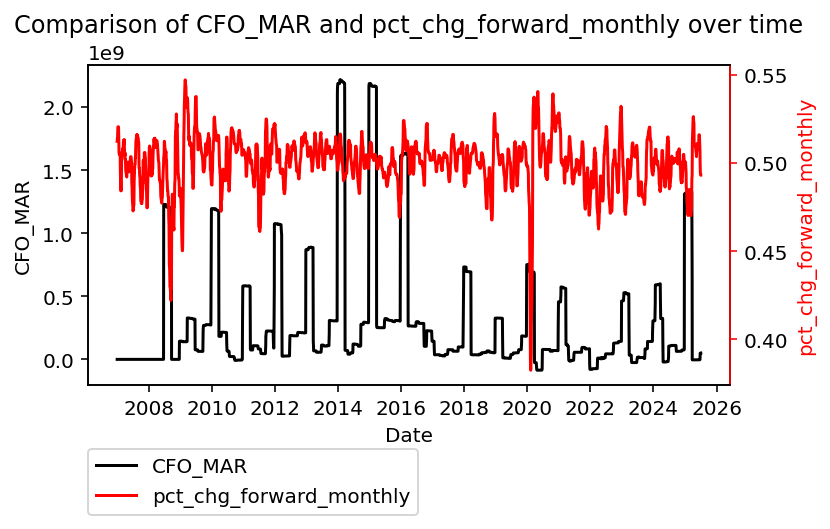 Comparison of CFO_MAR and pct_chg_forward_monthly over time
1e9
2.0
1.5
1.0
0.5
0.0
CFO_MAR
0.55
0.50
0.45
0.40
pct_chg_forward_monthly
2008 2010 2012 2014 2016 2018 2020 2022 2024 2026
Date
CFO_MAR
pct_chg_forward_monthly